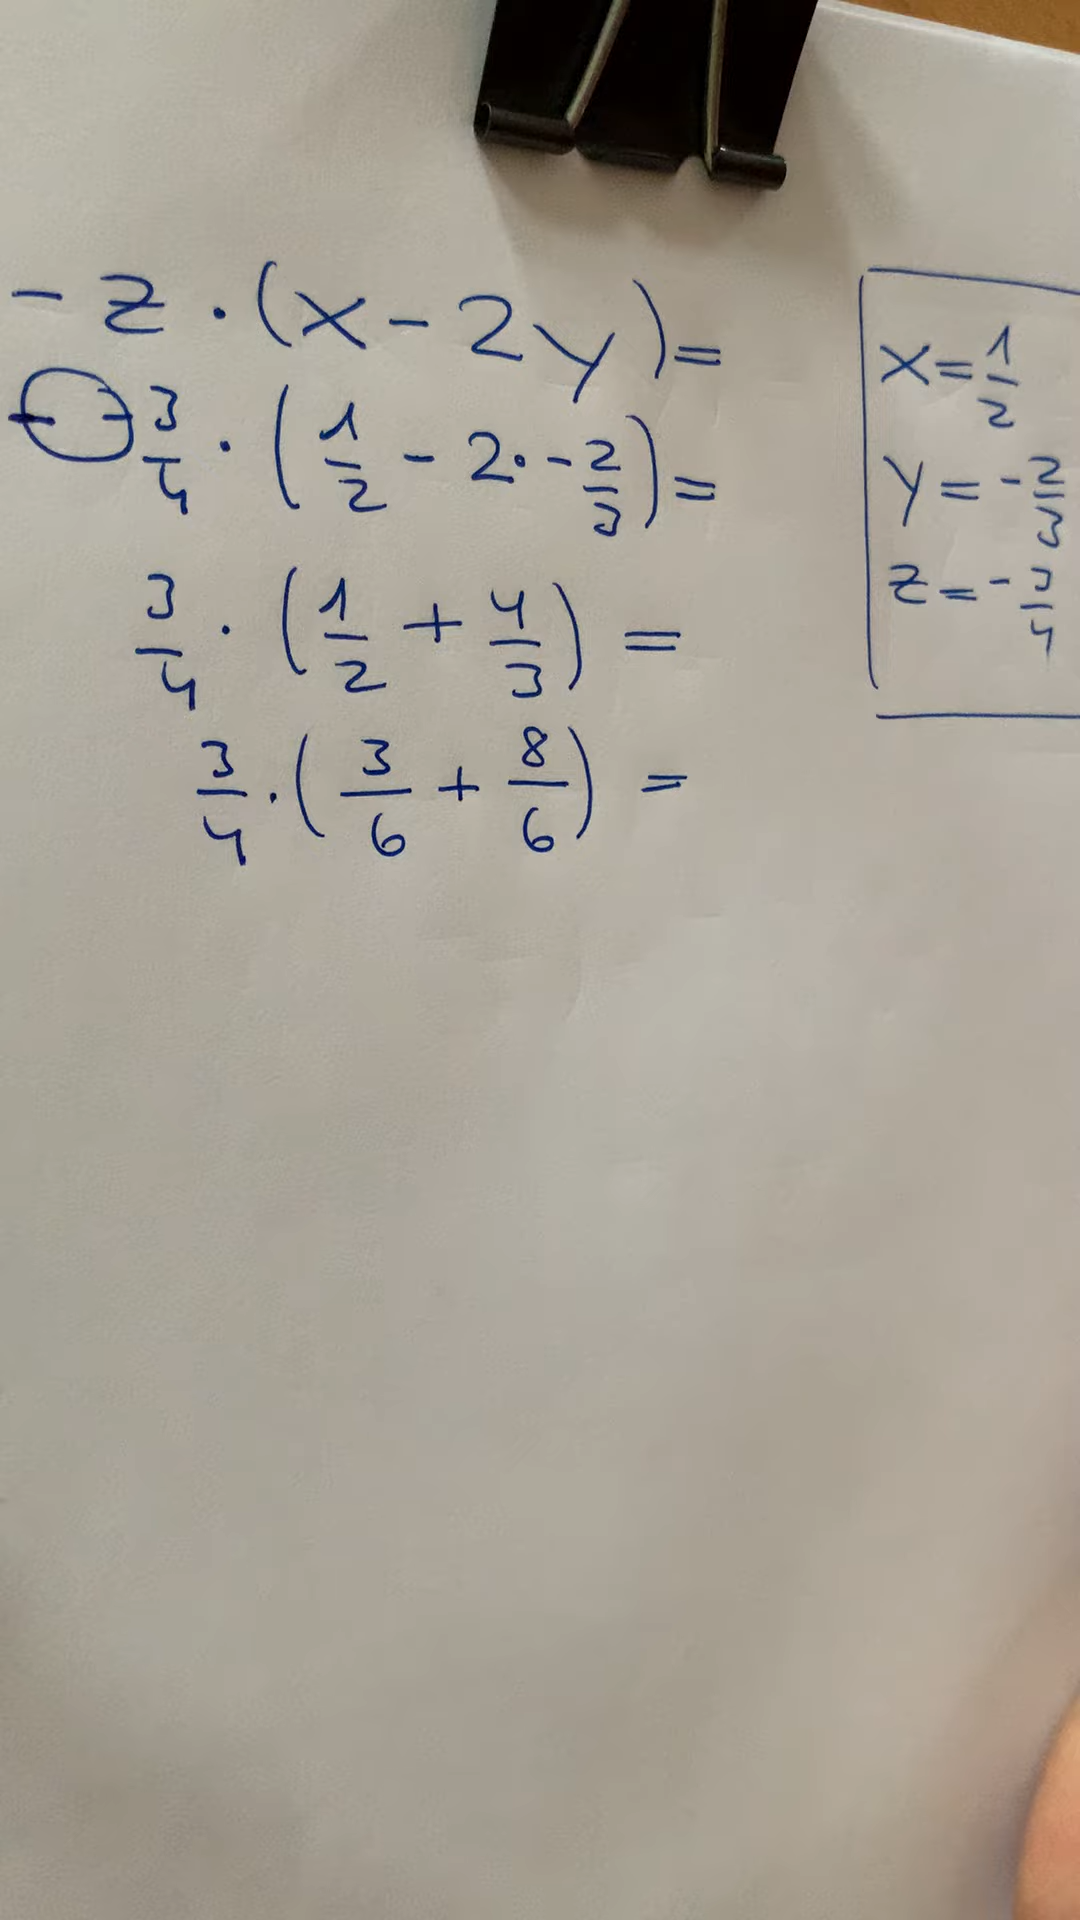 - z · (x - 2y) =
- - 3/4 · (1/2 - 2 · - 2/3) =
3/4 · (1/2 + 4/3) =
3/4 · (3/6 + 8/6) =
x = 1/2
y = - 2/3
z = - 3/4